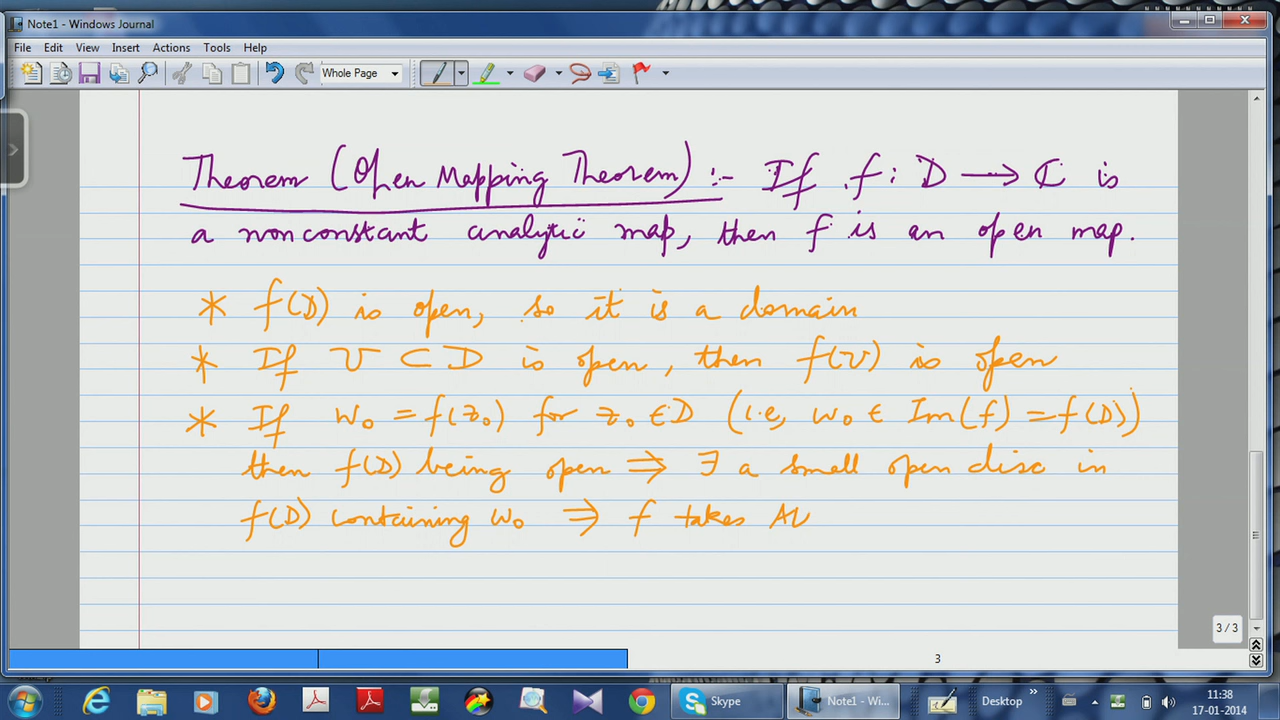 Note1 - Windows Journal
File Edit View Insert Actions Tools Help
Whole Page
Theorem (Open Mapping Theorem) :- If f : D → ℂ is
a nonconstant analytic map, then f is an open map.
* f(D) is open, so it is a domain
* If V ⊂ D is open, then f(V) is open
* If w₀ = f(z₀) for z₀ ∈ D (i.e, w₀ ∈ Im(f) = f(D))
then f(D) being open ⇒ ∃ a small open disc in
f(D) containing w₀ ⇒ f takes AL
3 / 3
3
Skype
Note1 - Wi...
Desktop
11:38
17-01-2014